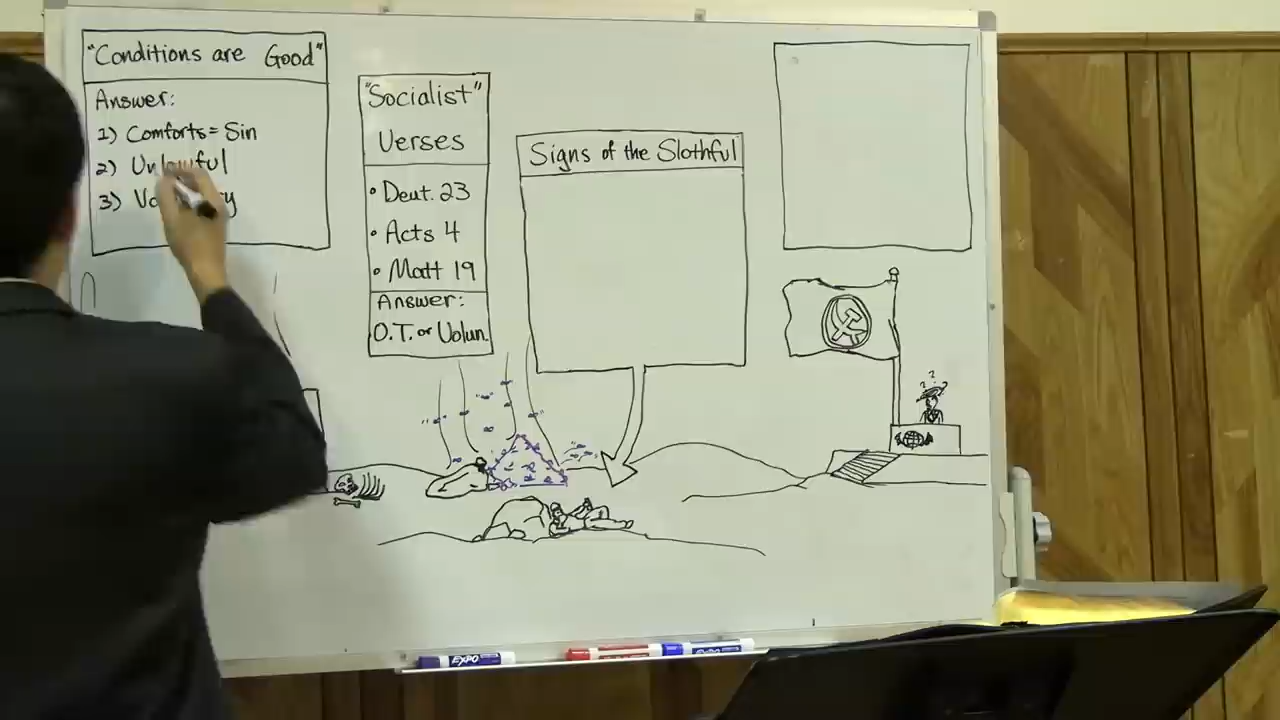 "Conditions are Good"
Answer:
1) Comforts = Sin
2) Unlawful
3)
"Socialist"
Verses
• Deut. 23
• Acts 4
• Matt 19
Answer:
O.T. or Volun.
Signs of the Slothful
? ? ?
EXPO